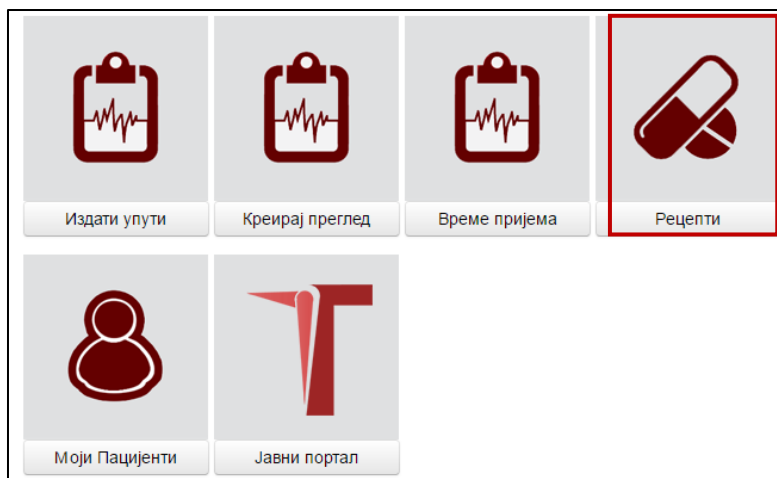 Издати упути
Креирај преглед
Време пријема
Рецепти
Моји Пацијенти
Јавни портал